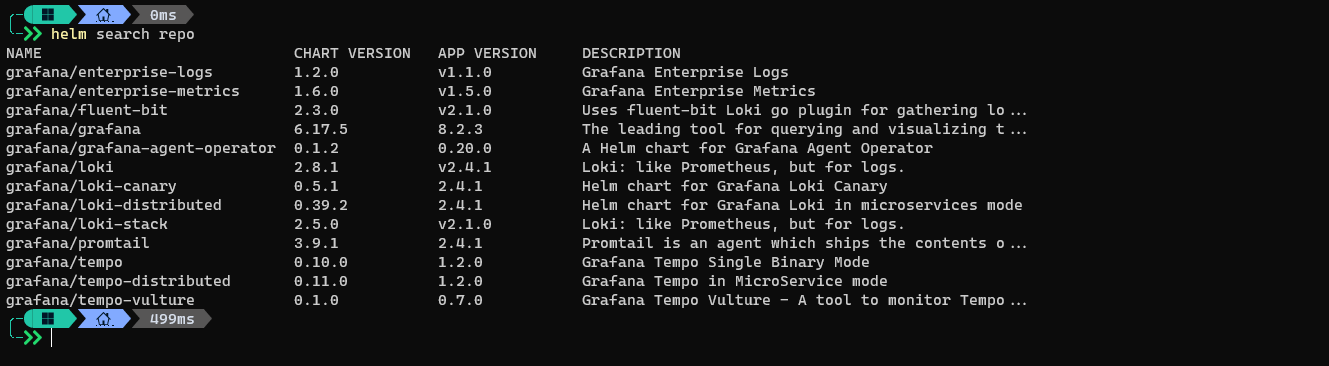 0ms
helm search repo
NAME CHART VERSION APP VERSION DESCRIPTION
grafana/enterprise-logs 1.2.0 v1.1.0 Grafana Enterprise Logs
grafana/enterprise-metrics 1.6.0 v1.5.0 Grafana Enterprise Metrics
grafana/fluent-bit 2.3.0 v2.1.0 Uses fluent-bit Loki go plugin for gathering lo...
grafana/grafana 6.17.5 8.2.3 The leading tool for querying and visualizing t...
grafana/grafana-agent-operator 0.1.2 0.20.0 A Helm chart for Grafana Agent Operator
grafana/loki 2.8.1 v2.4.1 Loki: like Prometheus, but for logs.
grafana/loki-canary 0.5.1 2.4.1 Helm chart for Grafana Loki Canary
grafana/loki-distributed 0.39.2 2.4.1 Helm chart for Grafana Loki in microservices mode
grafana/loki-stack 2.5.0 v2.1.0 Loki: like Prometheus, but for logs.
grafana/promtail 3.9.1 2.4.1 Promtail is an agent which ships the contents o...
grafana/tempo 0.10.0 1.2.0 Grafana Tempo Single Binary Mode
grafana/tempo-distributed 0.11.0 1.2.0 Grafana Tempo in MicroService mode
grafana/tempo-vulture 0.1.0 0.7.0 Grafana Tempo Vulture - A tool to monitor Tempo...
499ms